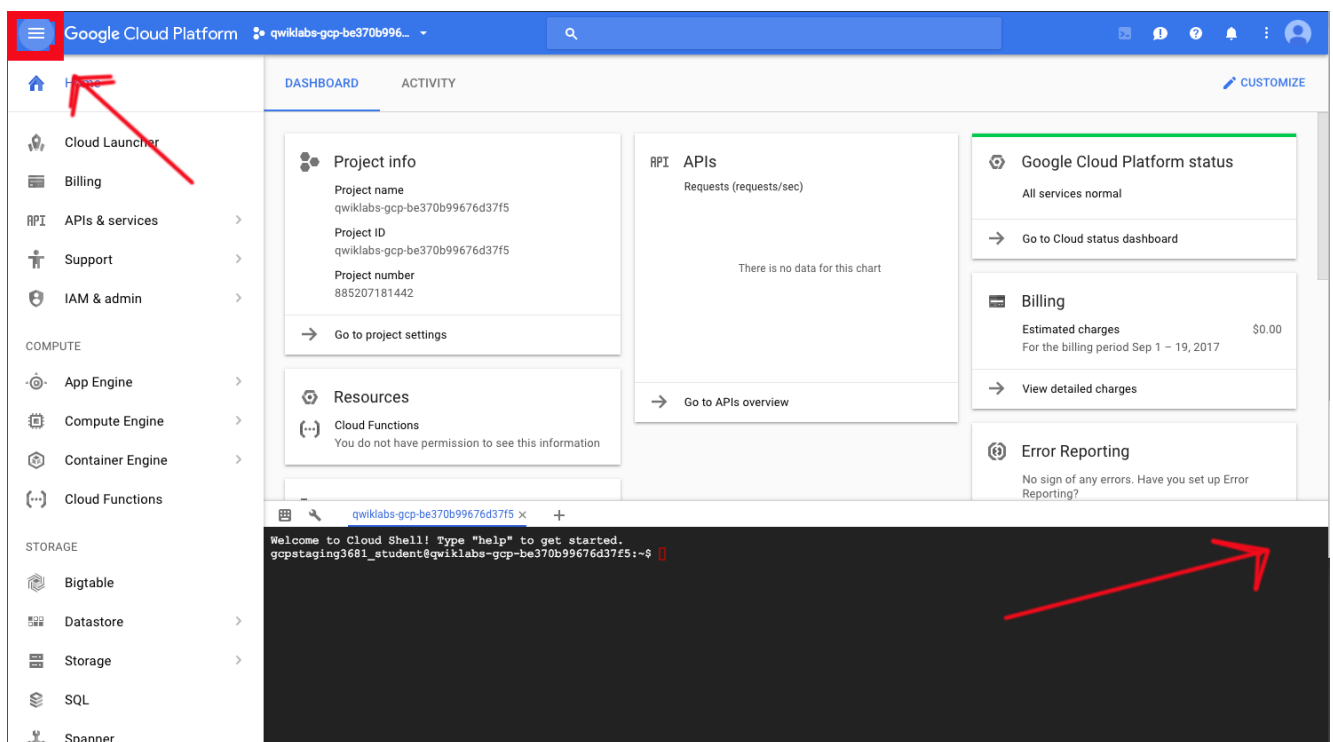 Google Cloud Platform
qwiklabs-gcp-be370b996...
Home
Cloud Launcher
Billing
API APIs & services
Support
IAM & admin
COMPUTE
App Engine
Compute Engine
Container Engine
Cloud Functions
STORAGE
Bigtable
Datastore
Storage
SQL
Spanner
DASHBOARD ACTIVITY
CUSTOMIZE
Project info
Project name
qwiklabs-gcp-be370b99676d37f5
Project ID
qwiklabs-gcp-be370b99676d37f5
Project number
885207181442
Go to project settings
Resources
Cloud Functions
You do not have permission to see this information
API APIs
Requests (requests/sec)
There is no data for this chart
Go to APIs overview
Google Cloud Platform status
All services normal
Go to Cloud status dashboard
Billing
Estimated charges $0.00
For the billing period Sep 1 – 19, 2017
View detailed charges
Error Reporting
No sign of any errors. Have you set up Error
Reporting?
qwiklabs-gcp-be370b99676d37f5 × +
Welcome to Cloud Shell! Type "help" to get started.
gcpstaging3681_student@qwiklabs-gcp-be370b99676d37f5:~$